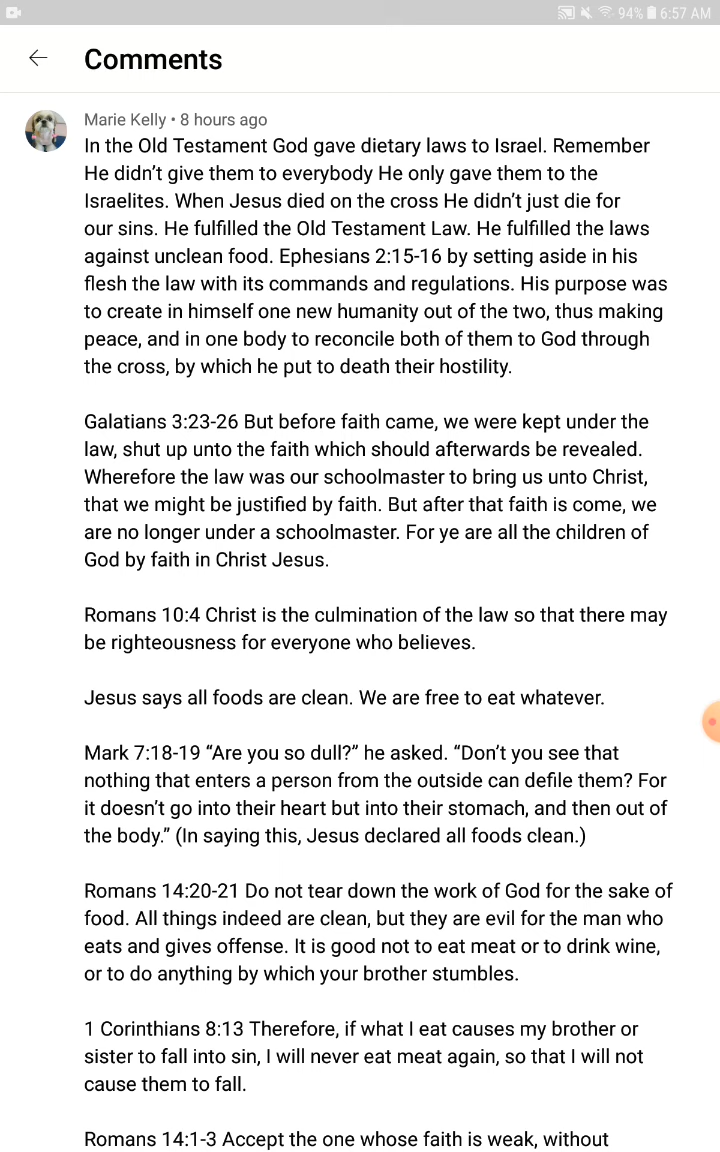 94% 6:57 AM
Comments
Marie Kelly • 8 hours ago
In the Old Testament God gave dietary laws to Israel. Remember
He didn’t give them to everybody He only gave them to the
Israelites. When Jesus died on the cross He didn’t just die for
our sins. He fulfilled the Old Testament Law. He fulfilled the laws
against unclean food. Ephesians 2:15-16 by setting aside in his
flesh the law with its commands and regulations. His purpose was
to create in himself one new humanity out of the two, thus making
peace, and in one body to reconcile both of them to God through
the cross, by which he put to death their hostility.
Galatians 3:23-26 But before faith came, we were kept under the
law, shut up unto the faith which should afterwards be revealed.
Wherefore the law was our schoolmaster to bring us unto Christ,
that we might be justified by faith. But after that faith is come, we
are no longer under a schoolmaster. For ye are all the children of
God by faith in Christ Jesus.
Romans 10:4 Christ is the culmination of the law so that there may
be righteousness for everyone who believes.
Jesus says all foods are clean. We are free to eat whatever.
Mark 7:18-19 “Are you so dull?” he asked. “Don’t you see that
nothing that enters a person from the outside can defile them? For
it doesn’t go into their heart but into their stomach, and then out of
the body.” (In saying this, Jesus declared all foods clean.)
Romans 14:20-21 Do not tear down the work of God for the sake of
food. All things indeed are clean, but they are evil for the man who
eats and gives offense. It is good not to eat meat or to drink wine,
or to do anything by which your brother stumbles.
1 Corinthians 8:13 Therefore, if what I eat causes my brother or
sister to fall into sin, I will never eat meat again, so that I will not
cause them to fall.
Romans 14:1-3 Accept the one whose faith is weak, without